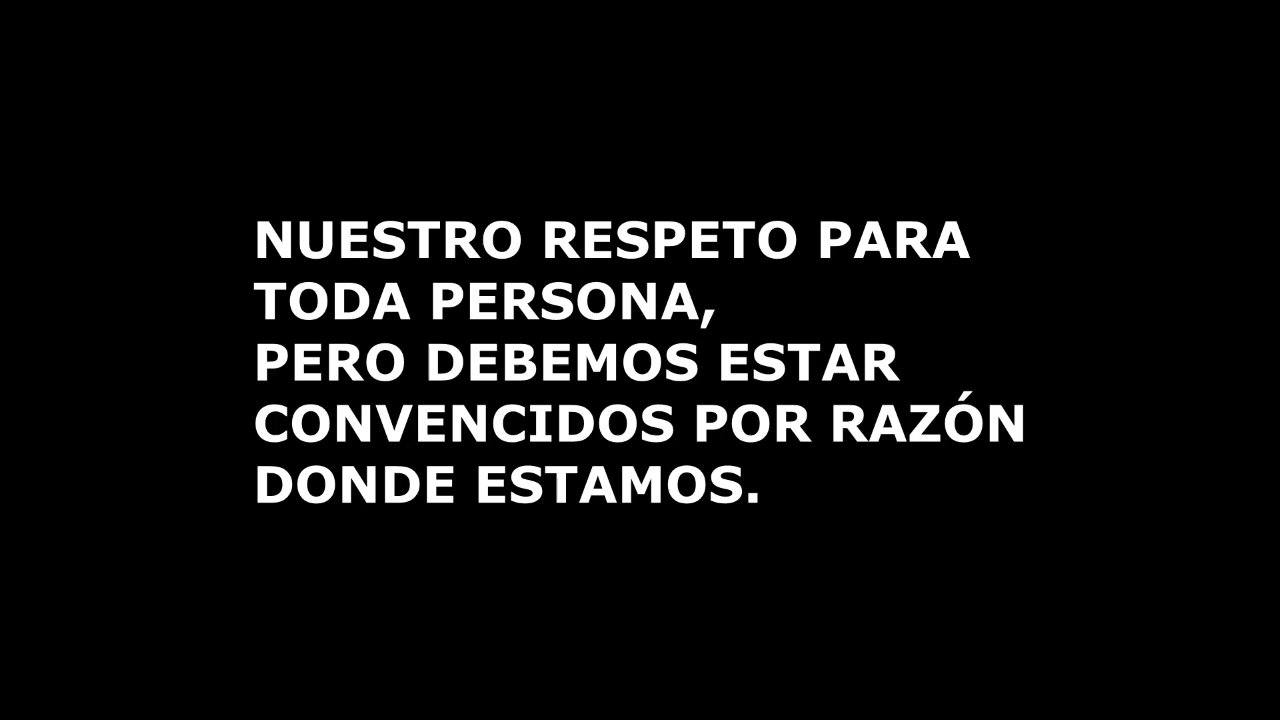 NUESTRO RESPETO PARA
TODA PERSONA,
PERO DEBEMOS ESTAR
CONVENCIDOS POR RAZÓN
DONDE ESTAMOS.